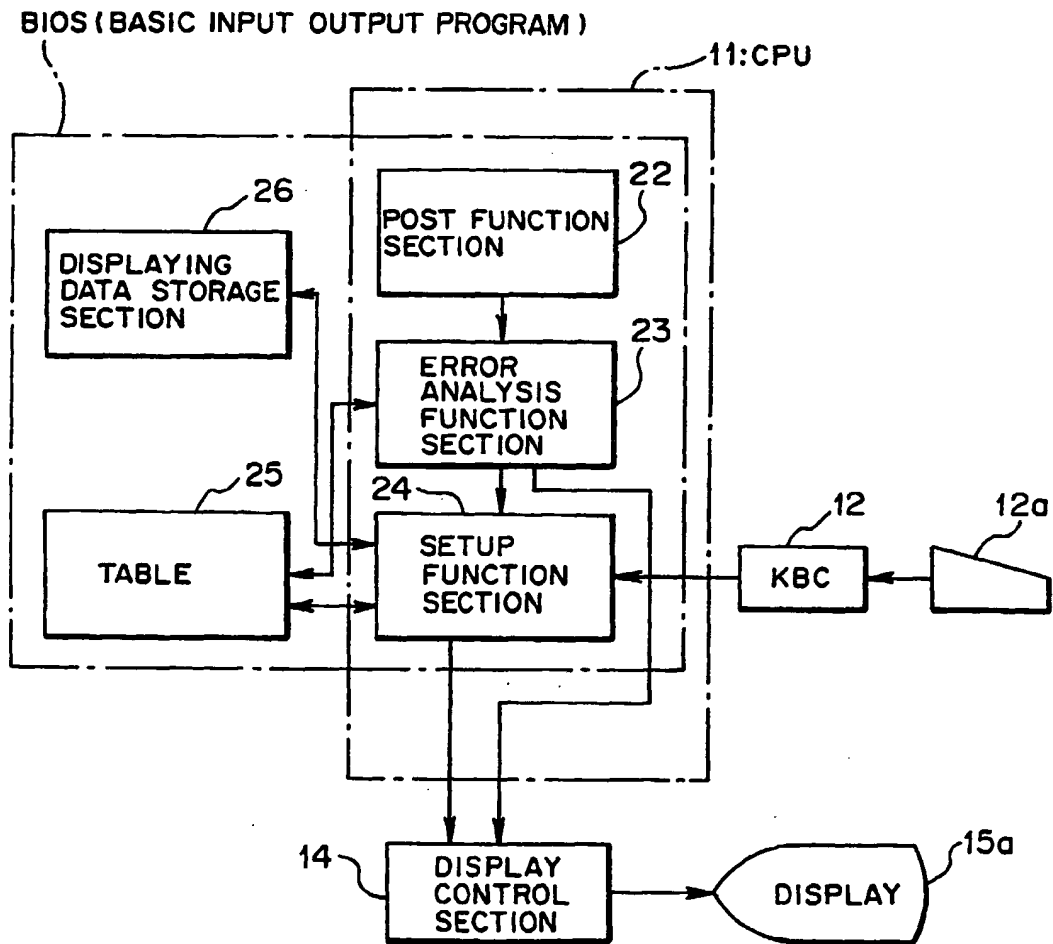 BIOS (BASIC INPUT OUTPUT PROGRAM)
11:CPU
22
POST FUNCTION
SECTION
26
DISPLAYING
DATA STORAGE
SECTION
23
ERROR
ANALYSIS
FUNCTION
SECTION
25
TABLE
24
SETUP
FUNCTION
SECTION
12
KBC
12a
14
DISPLAY
CONTROL
SECTION
15a
DISPLAY